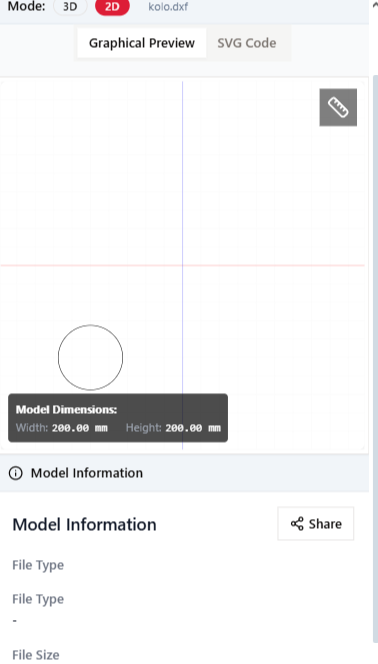 Mode: 3D 2D kolo.dxf
Graphical Preview SVG Code
Model Dimensions:
Width: 200.00 mm Height: 200.00 mm
Model Information
Model Information Share
File Type
File Type
-
File Size